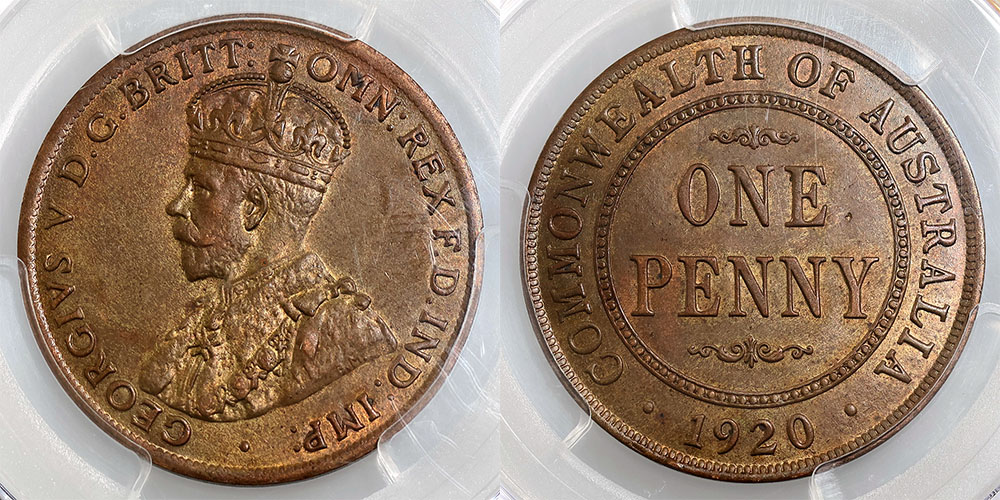 GEORGIVS V D.G.BRITT: OMN: REX F.D.IND: IMP:
COMMONWEALTH OF AUSTRALIA
ONE
PENNY
· 1920 ·